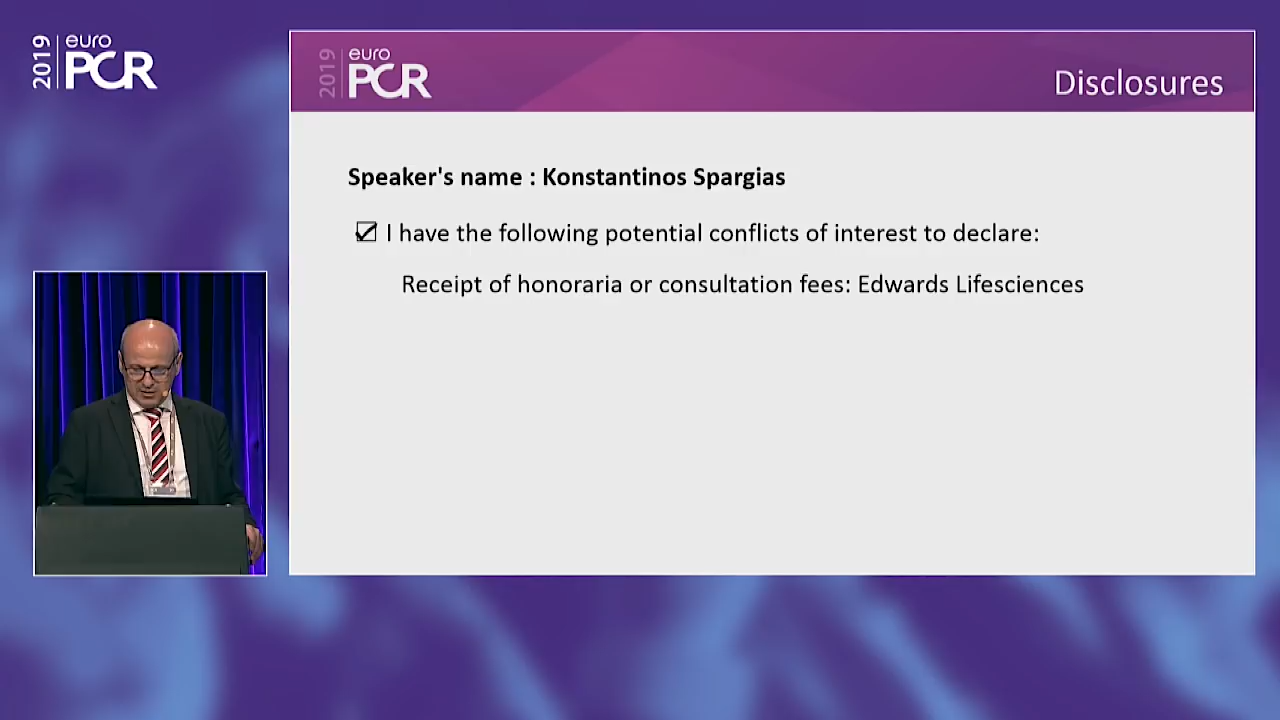 2019
euro
PCR
2019
euro
PCR
Disclosures
Speaker's name : Konstantinos Spargias
I have the following potential conflicts of interest to declare:
Receipt of honoraria or consultation fees: Edwards Lifesciences